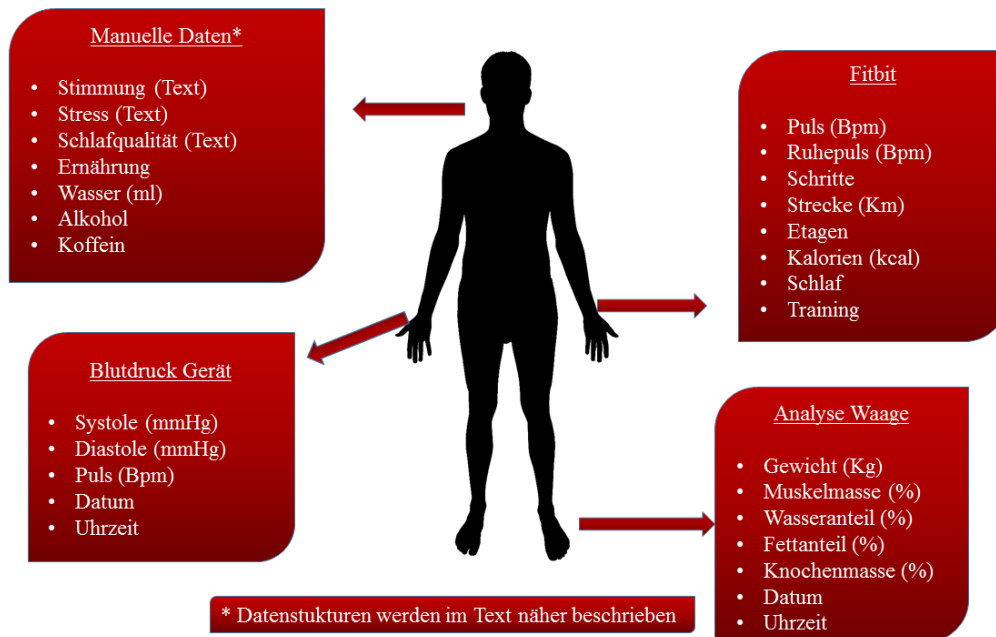 Manuelle Daten*
• Stimmung (Text)
• Stress (Text)
• Schlafqualität (Text)
• Ernährung
• Wasser (ml)
• Alkohol
• Koffein
Fitbit
• Puls (Bpm)
• Ruhepuls (Bpm)
• Schritte
• Strecke (Km)
• Etagen
• Kalorien (kcal)
• Schlaf
• Training
Blutdruck Gerät
• Systole (mmHg)
• Diastole (mmHg)
• Puls (Bpm)
• Datum
• Uhrzeit
Analyse Waage
• Gewicht (Kg)
• Muskelmasse (%)
• Wasseranteil (%)
• Fettanteil (%)
• Knochenmasse (%)
• Datum
• Uhrzeit
* Datenstukturen werden im Text näher beschrieben